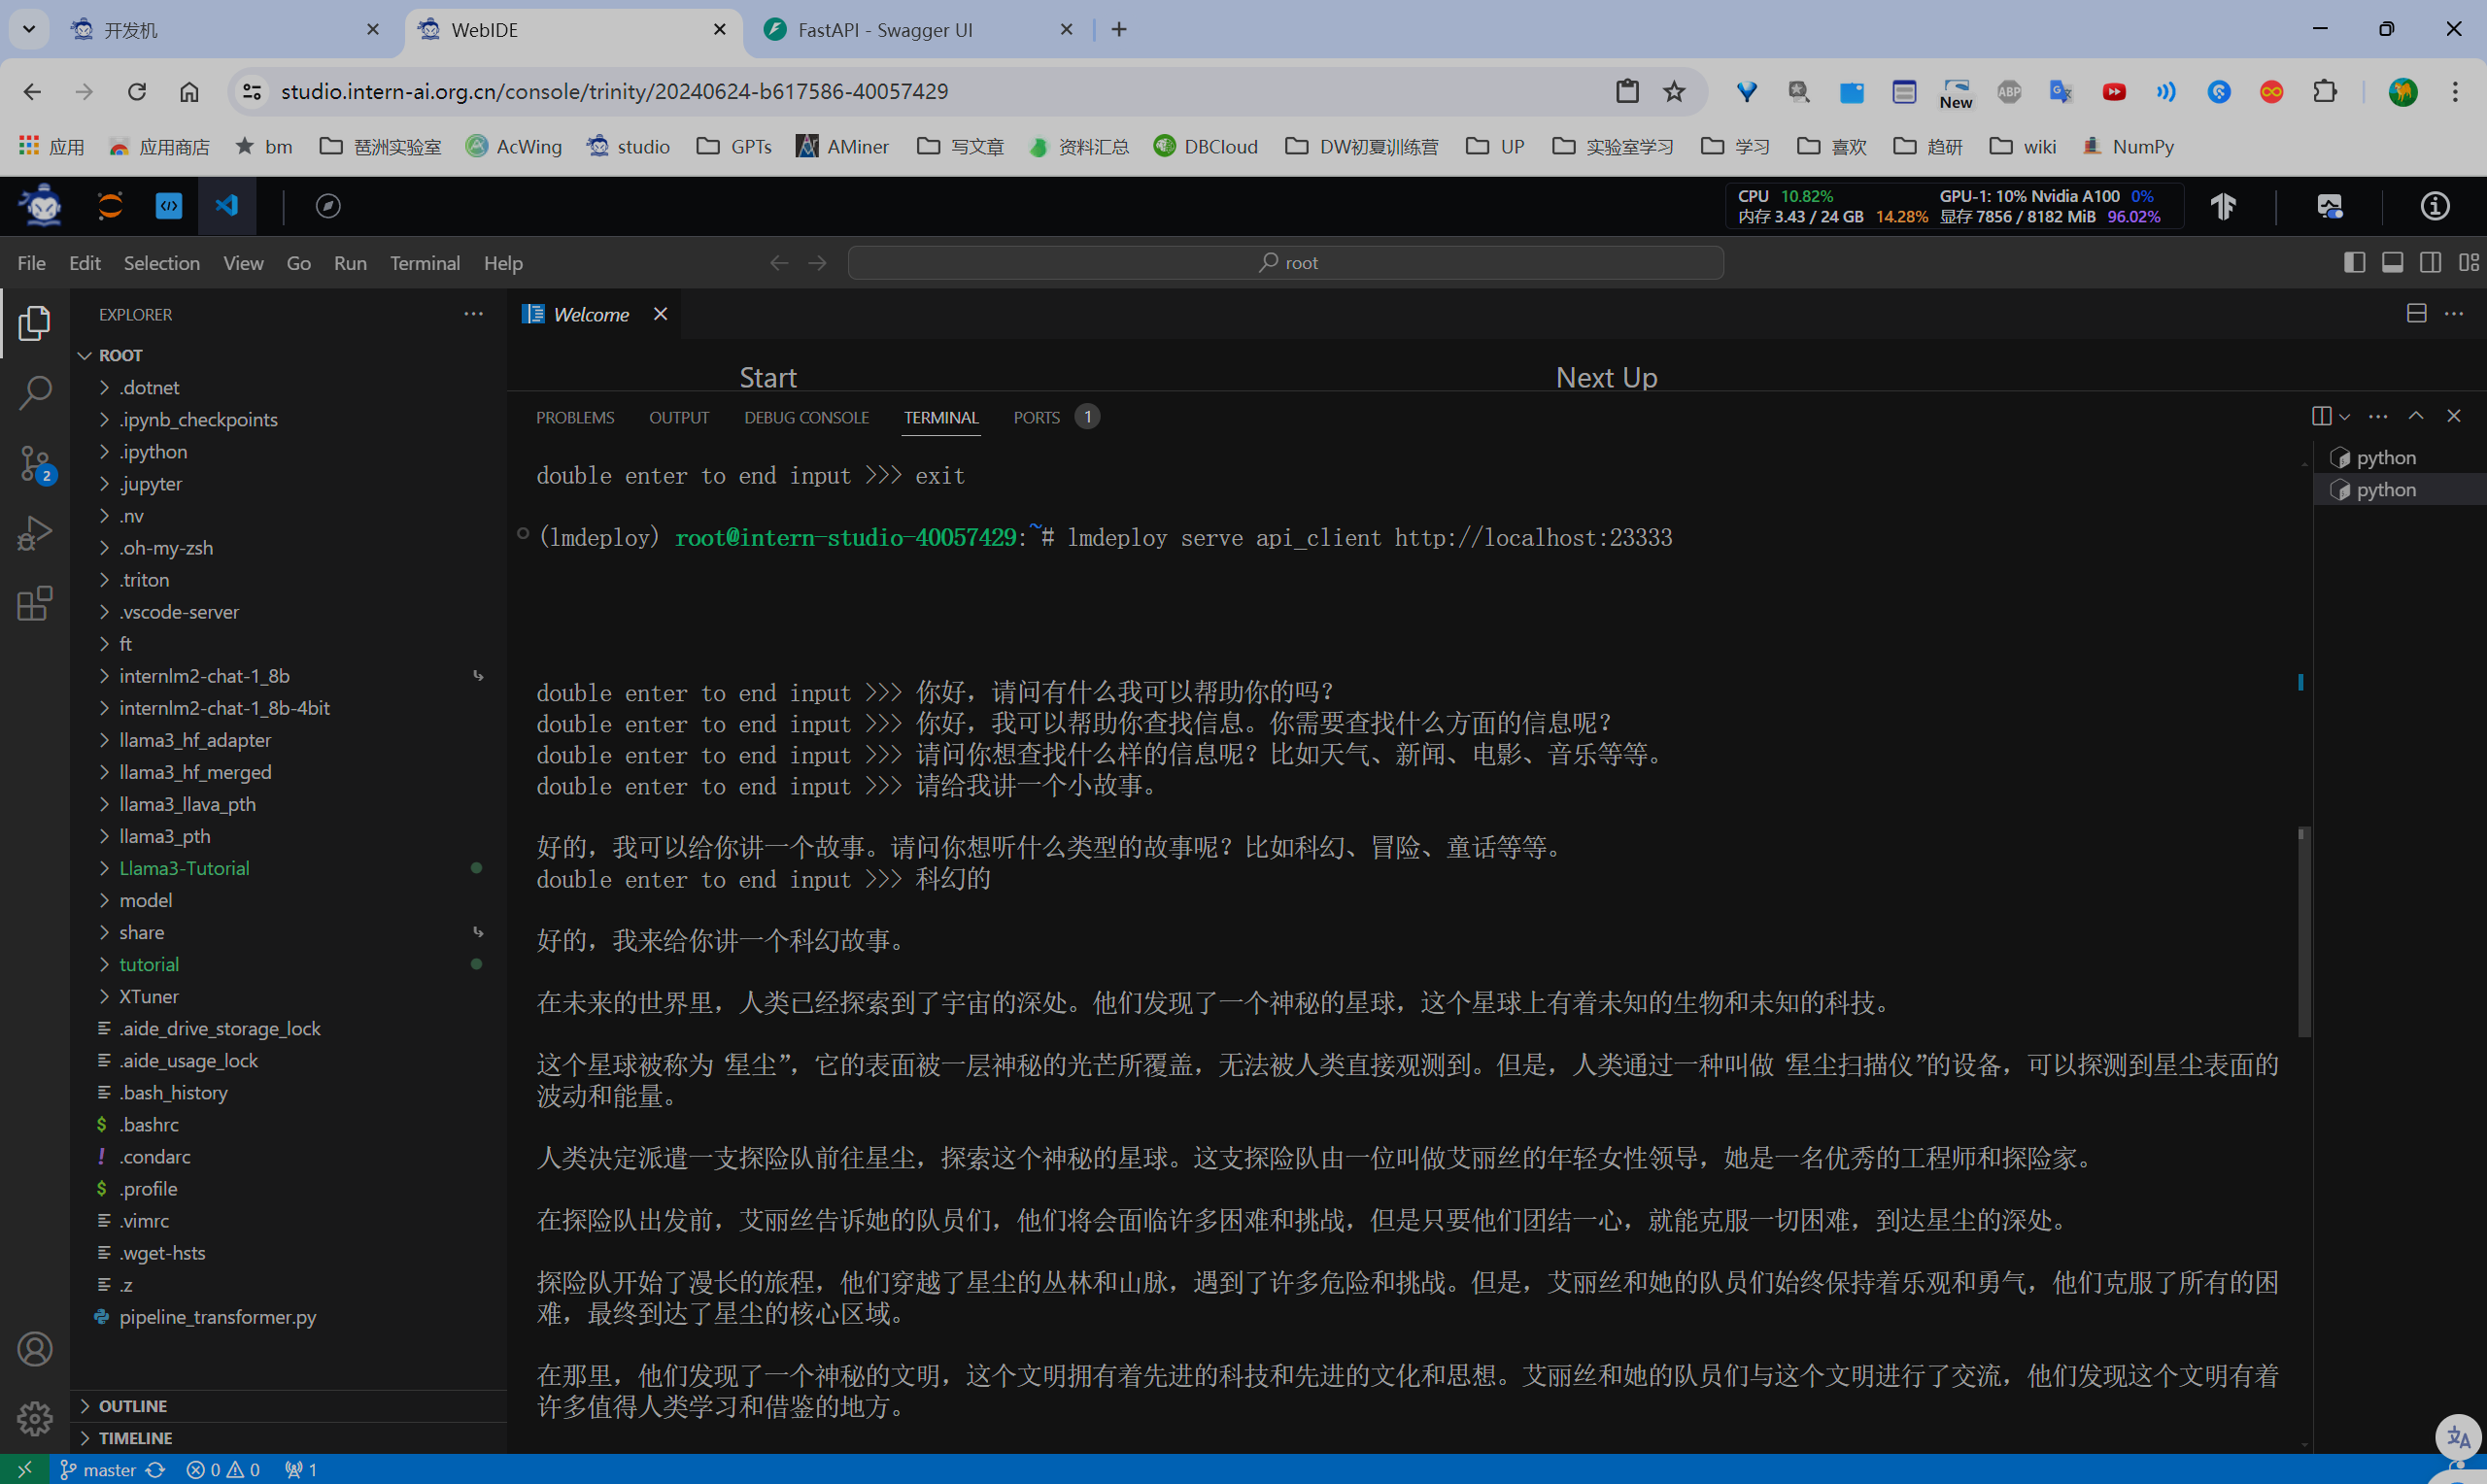 开发机
WebIDE
FastAPI - Swagger UI
studio.intern-ai.org.cn/console/trinity/20240624-b617586-40057429
New
ABP
应用
应用商店
bm
琶洲实验室
AcWing
studio
GPTs
AMiner
写文章
资料汇总
DBCloud
DW初夏训练营
UP
实验室学习
学习
喜欢
趋研
wiki
NumPy
CPU 10.82% GPU-1: 10% Nvidia A100 0%
内存 3.43 / 24 GB 14.28% 显存 7856 / 8182 MiB 96.02%
File Edit Selection View Go Run Terminal Help
root
EXPLORER
Welcome
ROOT
.dotnet
.ipynb_checkpoints
.ipython
.jupyter
.nv
.oh-my-zsh
.triton
.vscode-server
ft
internlm2-chat-1_8b
internlm2-chat-1_8b-4bit
llama3_hf_adapter
llama3_hf_merged
llama3_llava_pth
llama3_pth
Llama3-Tutorial
model
share
tutorial
XTuner
.aide_drive_storage_lock
.aide_usage_lock
.bash_history
.bashrc
.condarc
.profile
.vimrc
.wget-hsts
.z
pipeline_transformer.py
OUTLINE
TIMELINE
2
Start
Next Up
PROBLEMS OUTPUT DEBUG CONSOLE TERMINAL PORTS 1
python
python
double enter to end input >>> exit
(lmdeploy) root@intern-studio-40057429:~# lmdeploy serve api_client http://localhost:23333
double enter to end input >>> 你好，请问有什么我可以帮助你的吗？
double enter to end input >>> 你好，我可以帮助你查找信息。你需要查找什么方面的信息呢？
double enter to end input >>> 请问你想查找什么样的信息呢？比如天气、新闻、电影、音乐等等。
double enter to end input >>> 请给我讲一个小故事。
好的，我可以给你讲一个故事。请问你想听什么类型的故事呢？比如科幻、冒险、童话等等。
double enter to end input >>> 科幻的
好的，我来给你讲一个科幻故事。
在未来的世界里，人类已经探索到了宇宙的深处。他们发现了一个神秘的星球，这个星球上有着未知的生物和未知的科技。
这个星球被称为“星尘”，它的表面被一层神秘的光芒所覆盖，无法被人类直接观测到。但是，人类通过一种叫做“星尘扫描仪”的设备，可以探测到星尘表面的
波动和能量。
人类决定派遣一支探险队前往星尘，探索这个神秘的星球。这支探险队由一位叫做艾丽丝的年轻女性领导，她是一名优秀的工程师和探险家。
在探险队出发前，艾丽丝告诉她的队员们，他们将会面临许多困难和挑战，但是只要他们团结一心，就能克服一切困难，到达星尘的深处。
探险队开始了漫长的旅程，他们穿越了星尘的丛林和山脉，遇到了许多危险和挑战。但是，艾丽丝和她的队员们始终保持着乐观和勇气，他们克服了所有的困
难，最终到达了星尘的核心区域。
在那里，他们发现了一个神秘的文明，这个文明拥有着先进的科技和先进的文化和思想。艾丽丝和她的队员们与这个文明进行了交流，他们发现这个文明有着
许多值得人类学习和借鉴的地方。
master 0 0 1